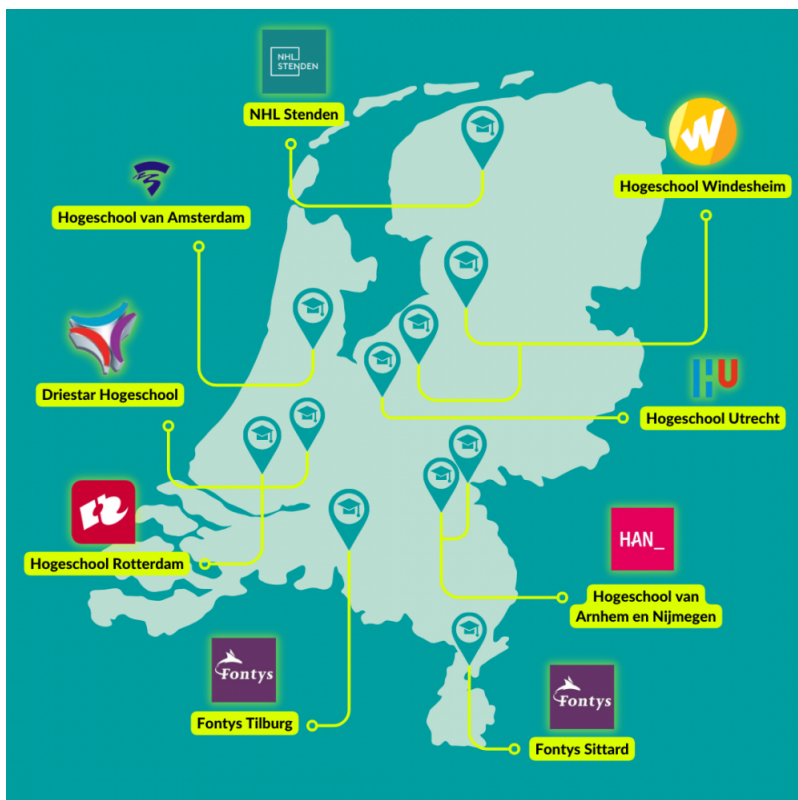 NHL
STENDEN
NHL Stenden
W
Hogeschool Windesheim
Hogeschool van Amsterdam
Driestar Hogeschool
HU
Hogeschool Utrecht
Hogeschool Rotterdam
HAN_
Hogeschool van
Arnhem en Nijmegen
Fontys
Fontys Tilburg
Fontys
Fontys Sittard